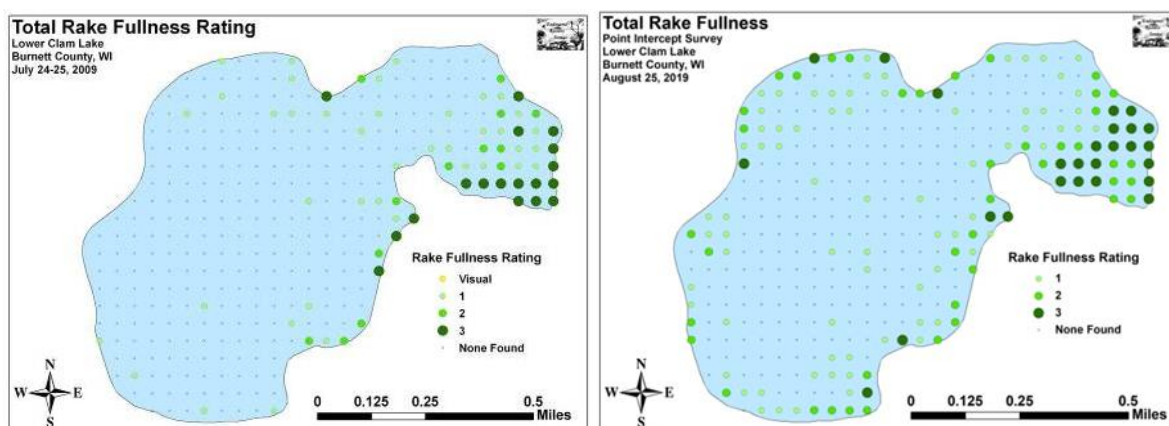 Total Rake Fullness Rating
Lower Clam Lake
Burnett County, WI
July 24-25, 2009
Rake Fullness Rating
Visual
1
2
3
None Found
N
W E
S
0 0.125 0.25 0.5
Miles
Total Rake Fullness
Point Intercept Survey
Lower Clam Lake
Burnett County, WI
August 25, 2019
Rake Fullness Rating
1
2
3
None Found
N
W E
S
0 0.125 0.25 0.5
Miles